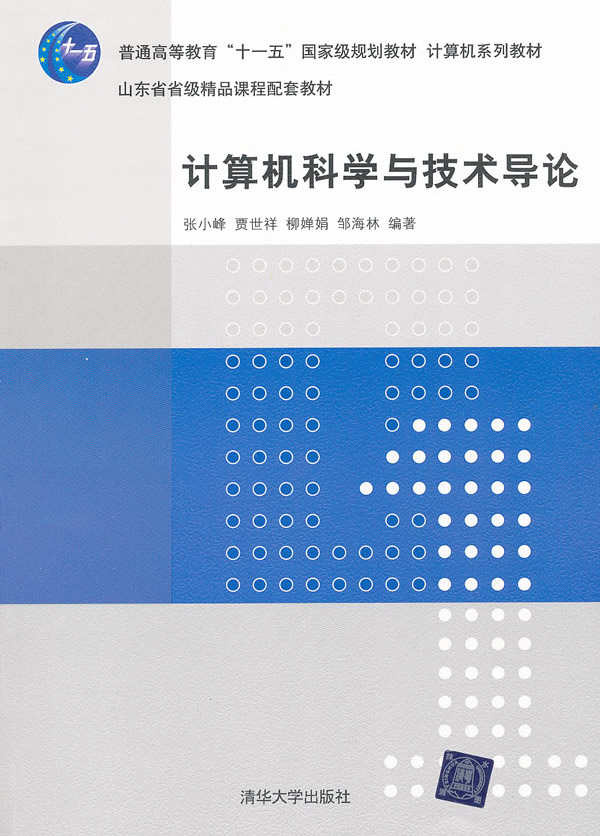 十一五
普通高等教育“十一五”国家级规划教材 计算机系列教材
山东省省级精品课程配套教材
计算机科学与技术导论
张小峰 贾世祥 柳婵娟 邹海林 编著
清华大学出版社